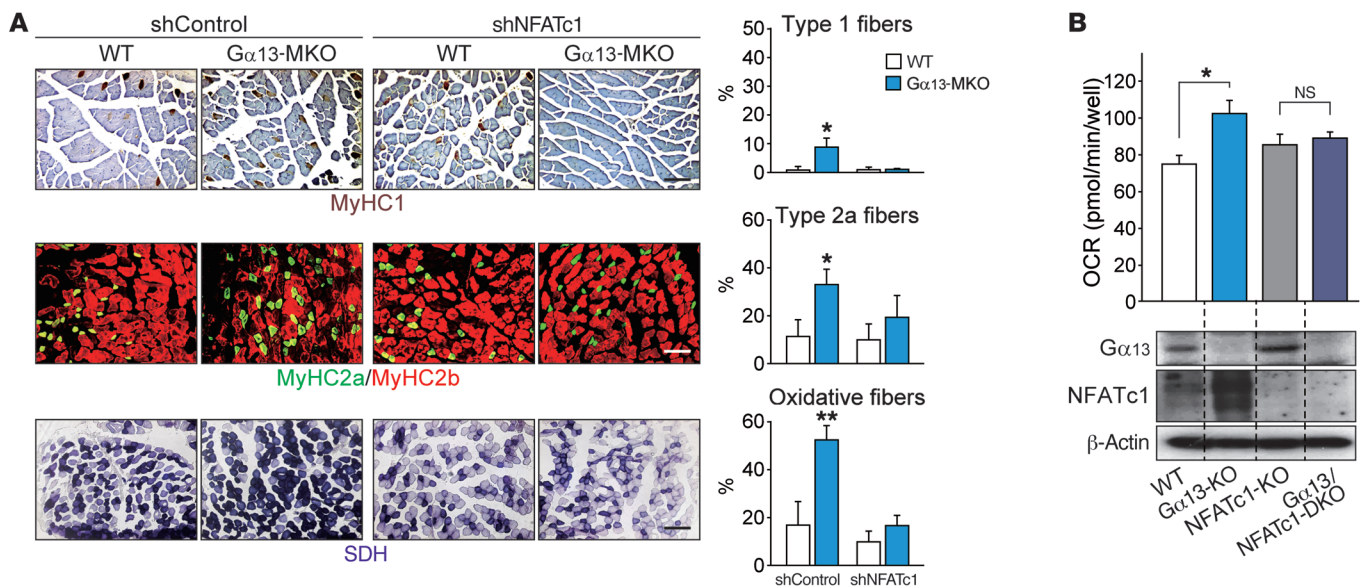 A
shControl
shNFATc1
WT
Gα13-MKO
WT
Gα13-MKO
MyHC1
MyHC2a/MyHC2b
SDH
Type 1 fibers
WT
Gα13-MKO
%
50
40
30
20
10
0
*
Type 2a fibers
%
60
40
20
0
*
Oxidative fibers
%
60
40
20
0
**
shControl
shNFATc1
B
OCR (pmol/min/well)
120
100
80
60
40
20
0
*
NS
Gα13
NFATc1
β-Actin
WT
Gα13-KO
NFATc1-KO
Gα13/
NFATc1-DKO